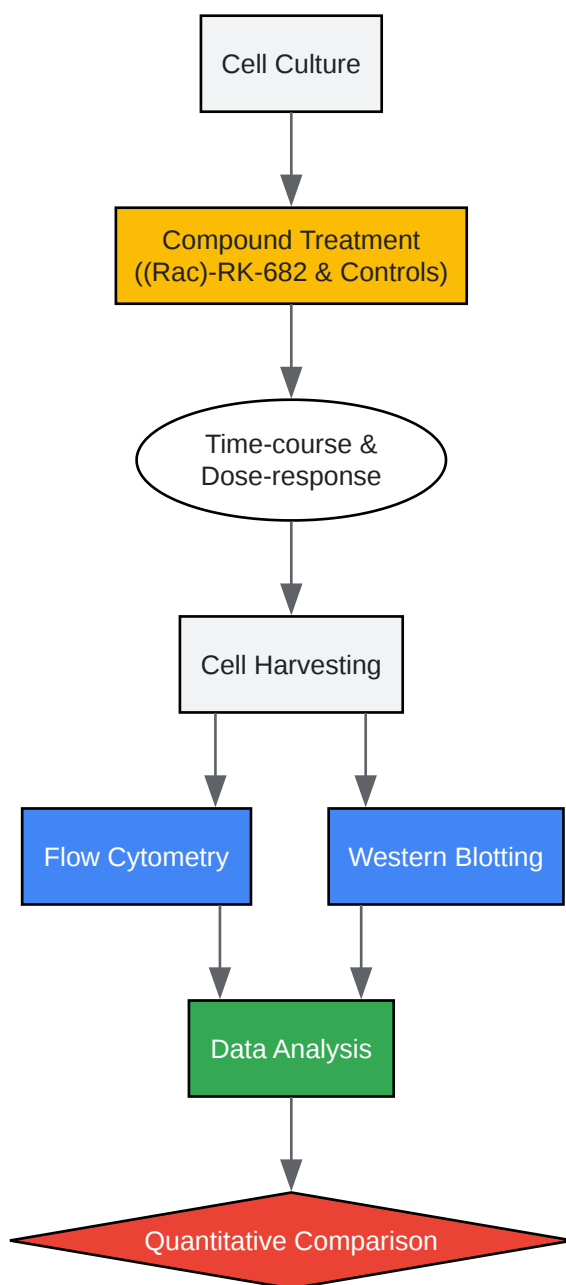 Cell Culture
Compound Treatment
((Rac)-RK-682 & Controls)
Time-course &
Dose-response
Cell Harvesting
Flow Cytometry
Western Blotting
Data Analysis
Quantitative Comparison